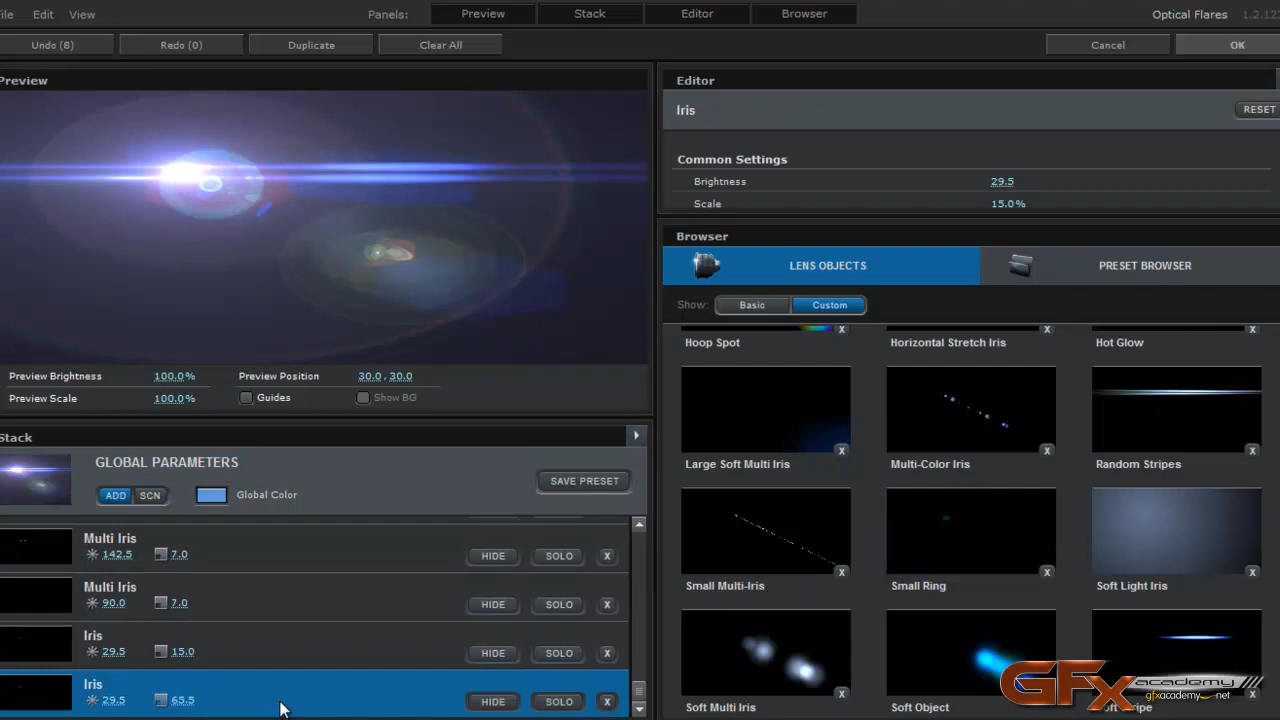 File Edit View Panels: Preview Stack Editor Browser Optical Flares 1.2.12
Undo (8) Redo (0) Duplicate Clear All Cancel OK
Preview
Preview Brightness 100.0% Preview Position 30.0 , 30.0
Preview Scale 100.0% Guides Show BG
Stack
GLOBAL PARAMETERS
ADD SCN Global Color SAVE PRESET
Multi Iris
142.5 7.0 HIDE SOLO X
Multi Iris
90.0 7.0 HIDE SOLO X
Iris
29.5 15.0 HIDE SOLO X
Iris
29.5 65.5 HIDE SOLO X
Editor
Iris RESET
Common Settings
Brightness 29.5
Scale 15.0%
Browser
LENS OBJECTS PRESET BROWSER
Show: Basic Custom
X X X
Hoop Spot Horizontal Stretch Iris Hot Glow
X X X
Large Soft Multi Iris Multi-Color Iris Random Stripes
X X X
Small Multi-Iris Small Ring Soft Light Iris
X
Soft Multi Iris Soft Object Stripe
GFx academy
gfxacademy.net